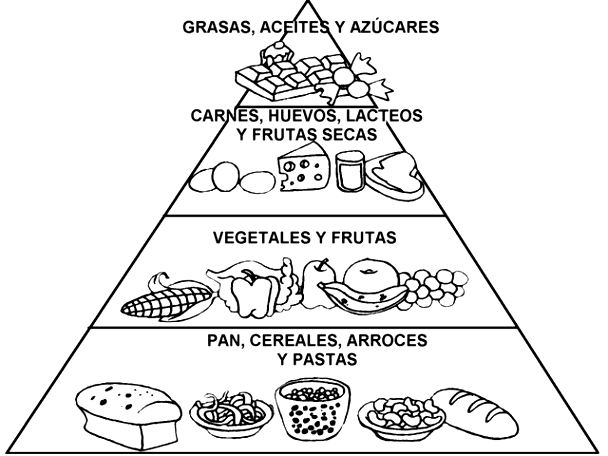 GRASAS, ACEITES Y AZÚCARES
CARNES, HUEVOS, LACTEOS
Y FRUTAS SECAS
VEGETALES Y FRUTAS
PAN, CEREALES, ARROCES
Y PASTAS